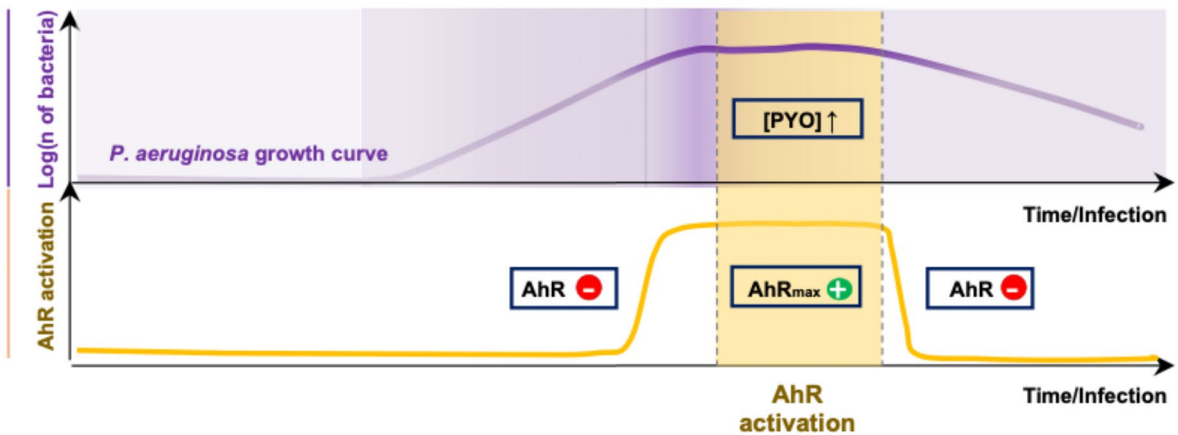 Log(n of bacteria)
P. aeruginosa growth curve
[PYO] ↑
Time/Infection
AhR activation
AhR -
AhRmax +
AhR -
Time/Infection
AhR
activation